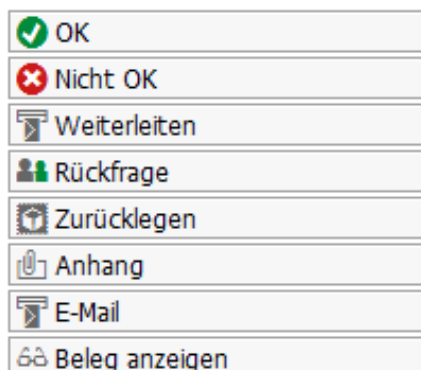 OK
Nicht OK
Weiterleiten
Rückfrage
Zurücklegen
Anhang
E-Mail
Beleg anzeigen